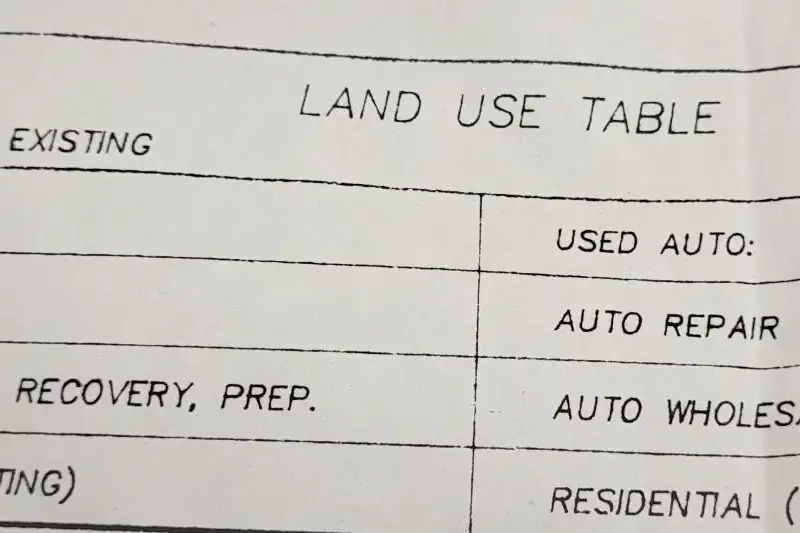 LAND USE TABLE
EXISTING
USED AUTO:
AUTO REPAIR
RECOVERY, PREP. AUTO WHOLES
TING) RESIDENTIAL (